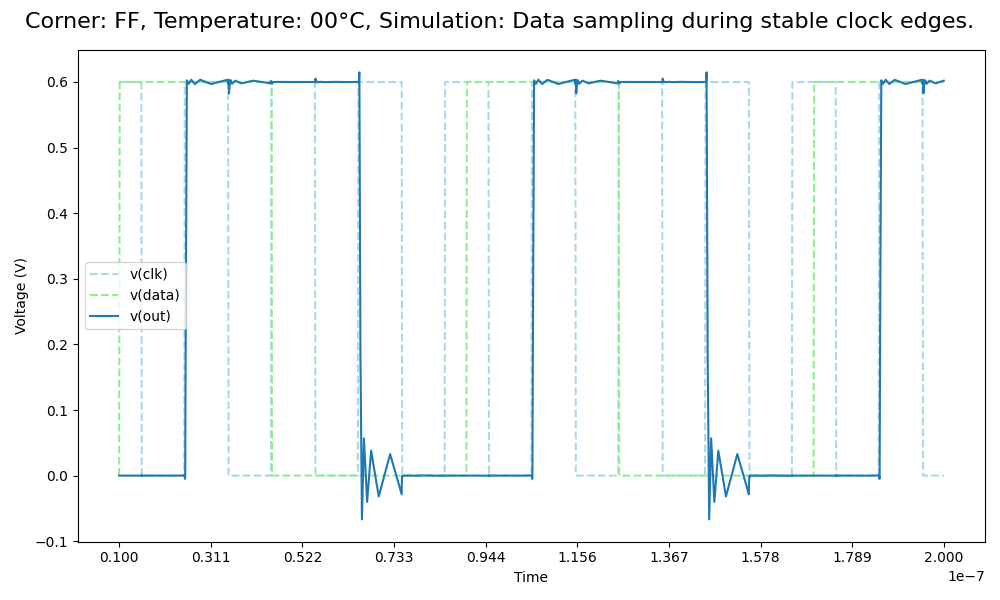 Corner: FF, Temperature: 00°C, Simulation: Data sampling during stable clock edges.
0.6
0.5
0.4
0.3
0.2
0.1
0.0
−0.1
Voltage (V)
v(clk)
v(data)
v(out)
0.100 0.311 0.522 0.733 0.944 1.156 1.367 1.578 1.789 2.000
Time
1e−7